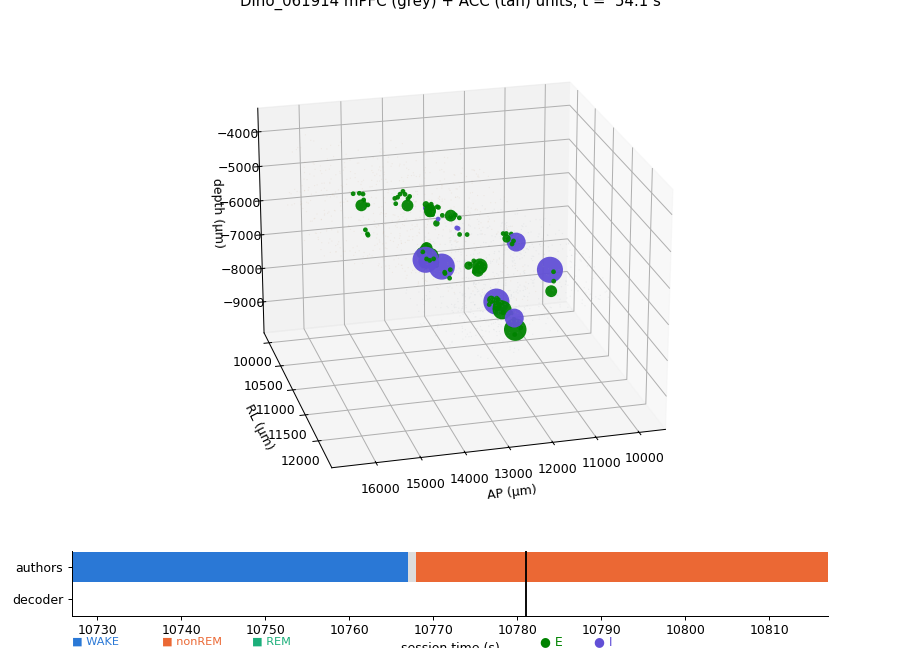 Dino_061914 mPFC (grey) + ACC (tan) units, t = 54.1 s
−4000
−5000
−6000
−7000
−8000
−9000
depth (μm)
10000
10500
11000
11500
12000
RL (μm)
16000
15000
14000
13000
12000
11000
10000
AP (μm)
authors
decoder
10730
10740
10750
10760
10770
10780
10790
10800
10810
session time (s)
WAKE
nonREM
REM
E
I